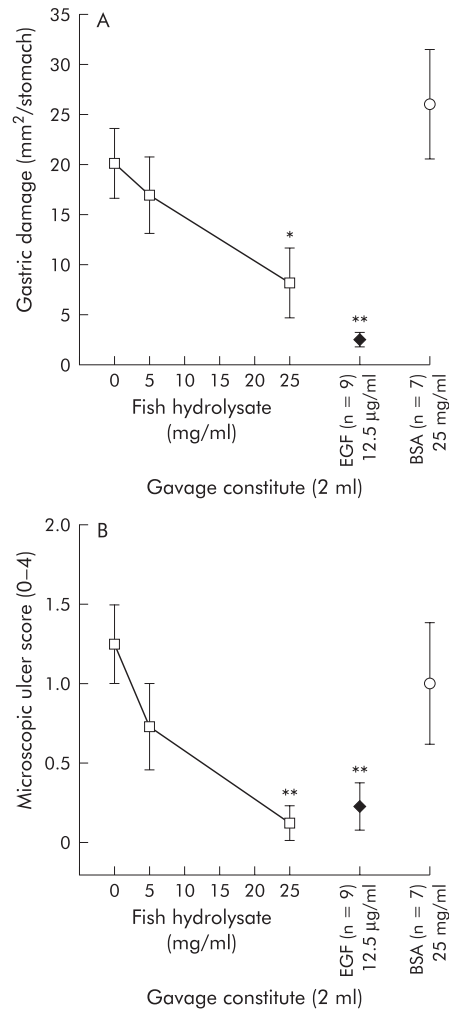 A
Gastric damage (mm²/stomach)
35
30
25
20
15
10
5
0
*
**
0 5 10 15 20 25
Fish hydrolysate
(mg/ml)
EGF (n = 9)
12.5 µg/ml
BSA (n = 7)
25 mg/ml
Gavage constitute (2 ml)
B
Microscopic ulcer score (0–4)
2.0
1.5
1.0
0.5
0
**
**
0 5 10 15 20 25
Fish hydrolysate
(mg/ml)
EGF (n = 9)
12.5 µg/ml
BSA (n = 7)
25 mg/ml
Gavage constitute (2 ml)